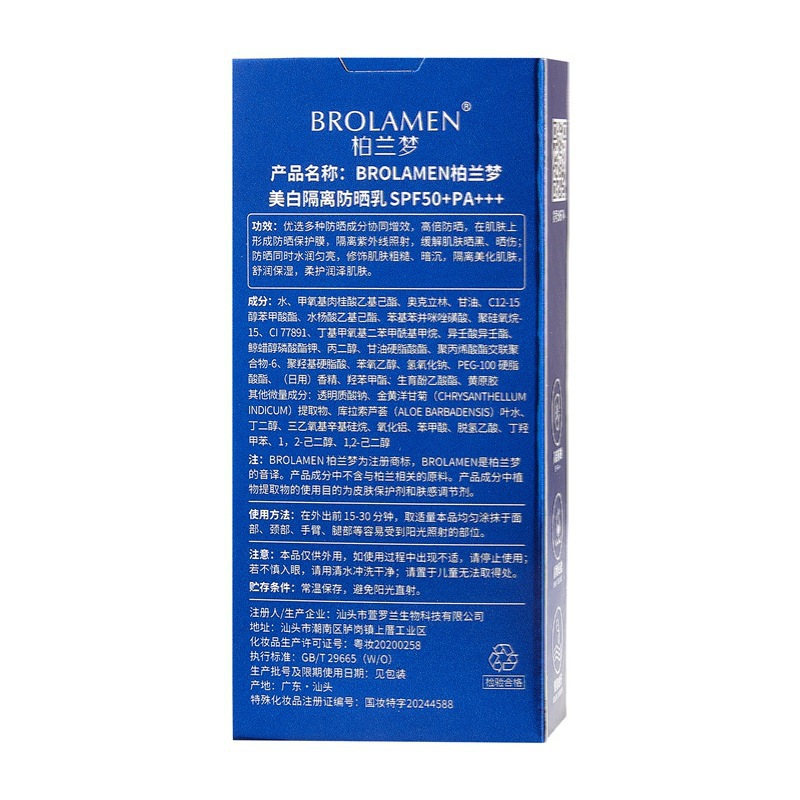 BROLAMEN®
柏兰梦
产品名称：BROLAMEN柏兰梦
美白隔离防晒乳 SPF50+PA+++
功效：优选多种防晒成分协同增效，高倍防晒，在肌肤上
形成防晒保护膜，隔离紫外线照射，缓解肌肤晒黑、晒伤；
防晒同时水润匀亮，修饰肌肤粗糙、暗沉，隔离美化肌肤，
舒润保湿，柔护润泽肌肤。
成分：水、甲氧基肉桂酸乙基己酯、奥克立林、甘油、C12-15
醇苯甲酸酯、水杨酸乙基己酯、苯基苯并咪唑磺酸、聚硅氧烷-
15、CI 77891、丁基甲氧基二苯甲酰基甲烷、异壬酸异壬酯、
鲸蜡醇磷酸酯钾、丙二醇、甘油硬脂酸酯、聚丙烯酸酯交联聚
合物-6、聚羟基硬脂酸、苯氧乙醇、氢氧化钠、PEG-100 硬脂
酸酯、（日用）香精、羟苯甲酯、生育酚乙酸酯、黄原胶
其他微量成分：透明质酸钠、金黄洋甘菊（CHRYSANTHELLUM
INDICUM）提取物、库拉索芦荟（ALOE BARBADENSIS）叶水、
丁二醇、三乙氧基辛基硅烷、氧化铝、苯甲酸、脱氢乙酸、丁羟
甲苯、1，2-己二醇、1,2-己二醇
注：BROLAMEN 柏兰梦为注册商标，BROLAMEN是柏兰梦
的音译。产品成分中不含与柏兰相关的原料。产品成分中植
物提取物的使用目的为皮肤保护剂和肤感调节剂。
使用方法：在外出前 15-30 分钟，取适量本品均匀涂抹于面
部、颈部、手臂、腿部等容易受到阳光照射的部位。
注意：本品仅供外用，如使用过程中出现不适，请停止使用；
若不慎入眼，请用清水冲洗干净；请置于儿童无法取得处。
贮存条件：常温保存，避免阳光直射。
注册人/生产企业：汕头市萱罗兰生物科技有限公司
地址：汕头市潮南区胪岗镇上厝工业区
化妆品生产许可证号：粤妆20200258
执行标准：GB/T 29665（W/O）
生产批号及限期使用日期：见包装
产地：广东·汕头
特殊化妆品注册证编号：国妆特字20244588
检验合格